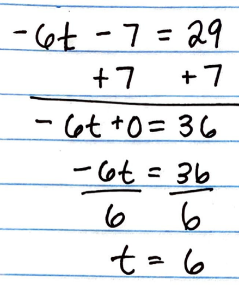 -6t - 7 = 29
+7 +7
-6t +0 = 36
-6t = 36
6 6
t = 6